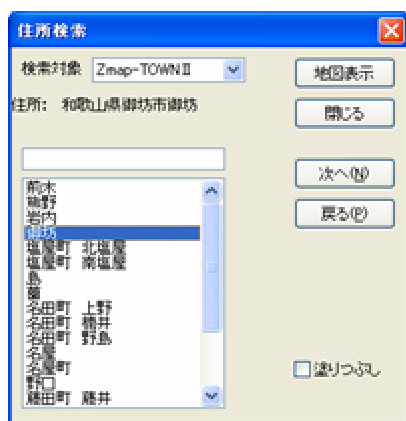 住所検索
検索対象 Zmap-TOWNⅡ
地図表示
住所: 和歌山県御坊市御坊
閉じる
次へ(N)
戻る(P)
荊木
熊野
岩内
御坊
塩屋町 北塩屋
塩屋町 南塩屋
島
薗
名田町 上野
名田町 楠井
名田町 野島
名屋
名屋町
野口
藤田町 藤井
塗りつぶし